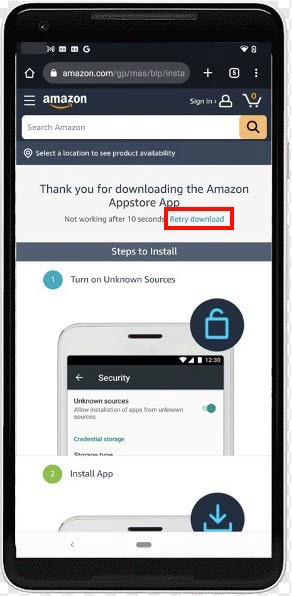 amazon.com/gp/mas/blp/insta
5
amazon
Sign in ›
0
Search Amazon
Select a location to see product availability
Thank you for downloading the Amazon
Appstore App
Not working after 10 seconds Retry download
Steps to Install
1 Turn on Unknown Sources
12:30
Security
Unknown sources
Allow installation of apps from unknown
sources
Credential storage
Storage type
2 Install App